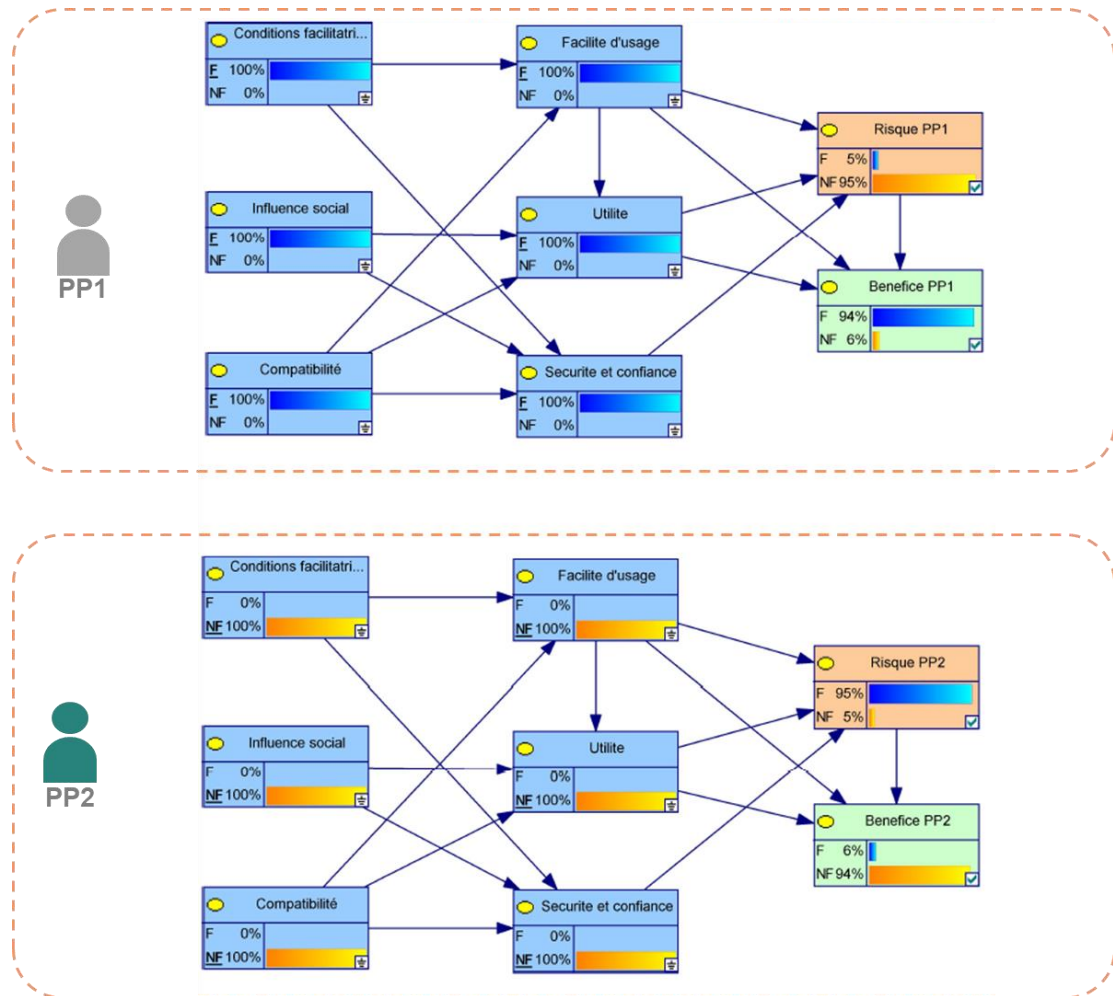 Conditions facilitatri...
F 100%
NF 0%
Facilite d'usage
F 100%
NF 0%
Risque PP1
F 5%
NF 95%
Influence social
F 100%
NF 0%
Utilite
F 100%
NF 0%
Benefice PP1
F 94%
NF 6%
PP1
Compatibilité
F 100%
NF 0%
Securite et confiance
F 100%
NF 0%
Conditions facilitatri...
F 0%
NF 100%
Facilite d'usage
F 0%
NF 100%
Risque PP2
F 95%
NF 5%
Influence social
F 0%
NF 100%
Utilite
F 0%
NF 100%
PP2
Benefice PP2
F 6%
NF 94%
Compatibilité
F 0%
NF 100%
Securite et confiance
F 0%
NF 100%